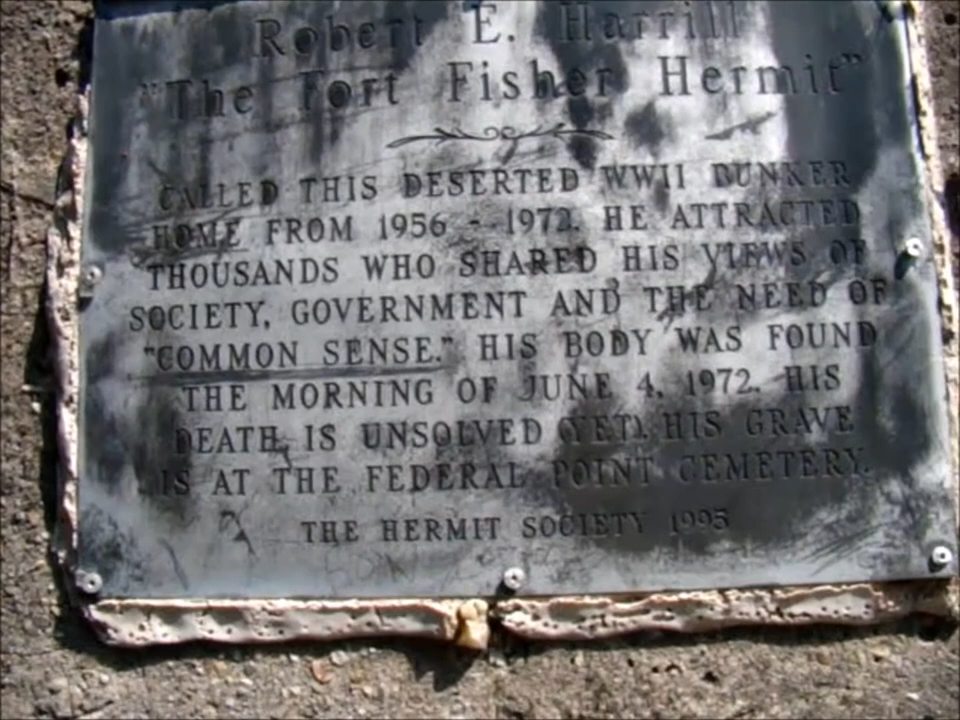 Robert E. Harrill
"The Fort Fisher Hermit"
CALLED THIS DESERTED WWII BUNKER
HOME FROM 1956 - 1972. HE ATTRACTED
THOUSANDS WHO SHARED HIS VIEWS OF
SOCIETY, GOVERNMENT AND THE NEED OF
"COMMON SENSE." HIS BODY WAS FOUND
THE MORNING OF JUNE 4, 1972. HIS
DEATH IS UNSOLVED (YET). HIS GRAVE
IS AT THE FEDERAL POINT CEMETERY.
THE HERMIT SOCIETY 1995